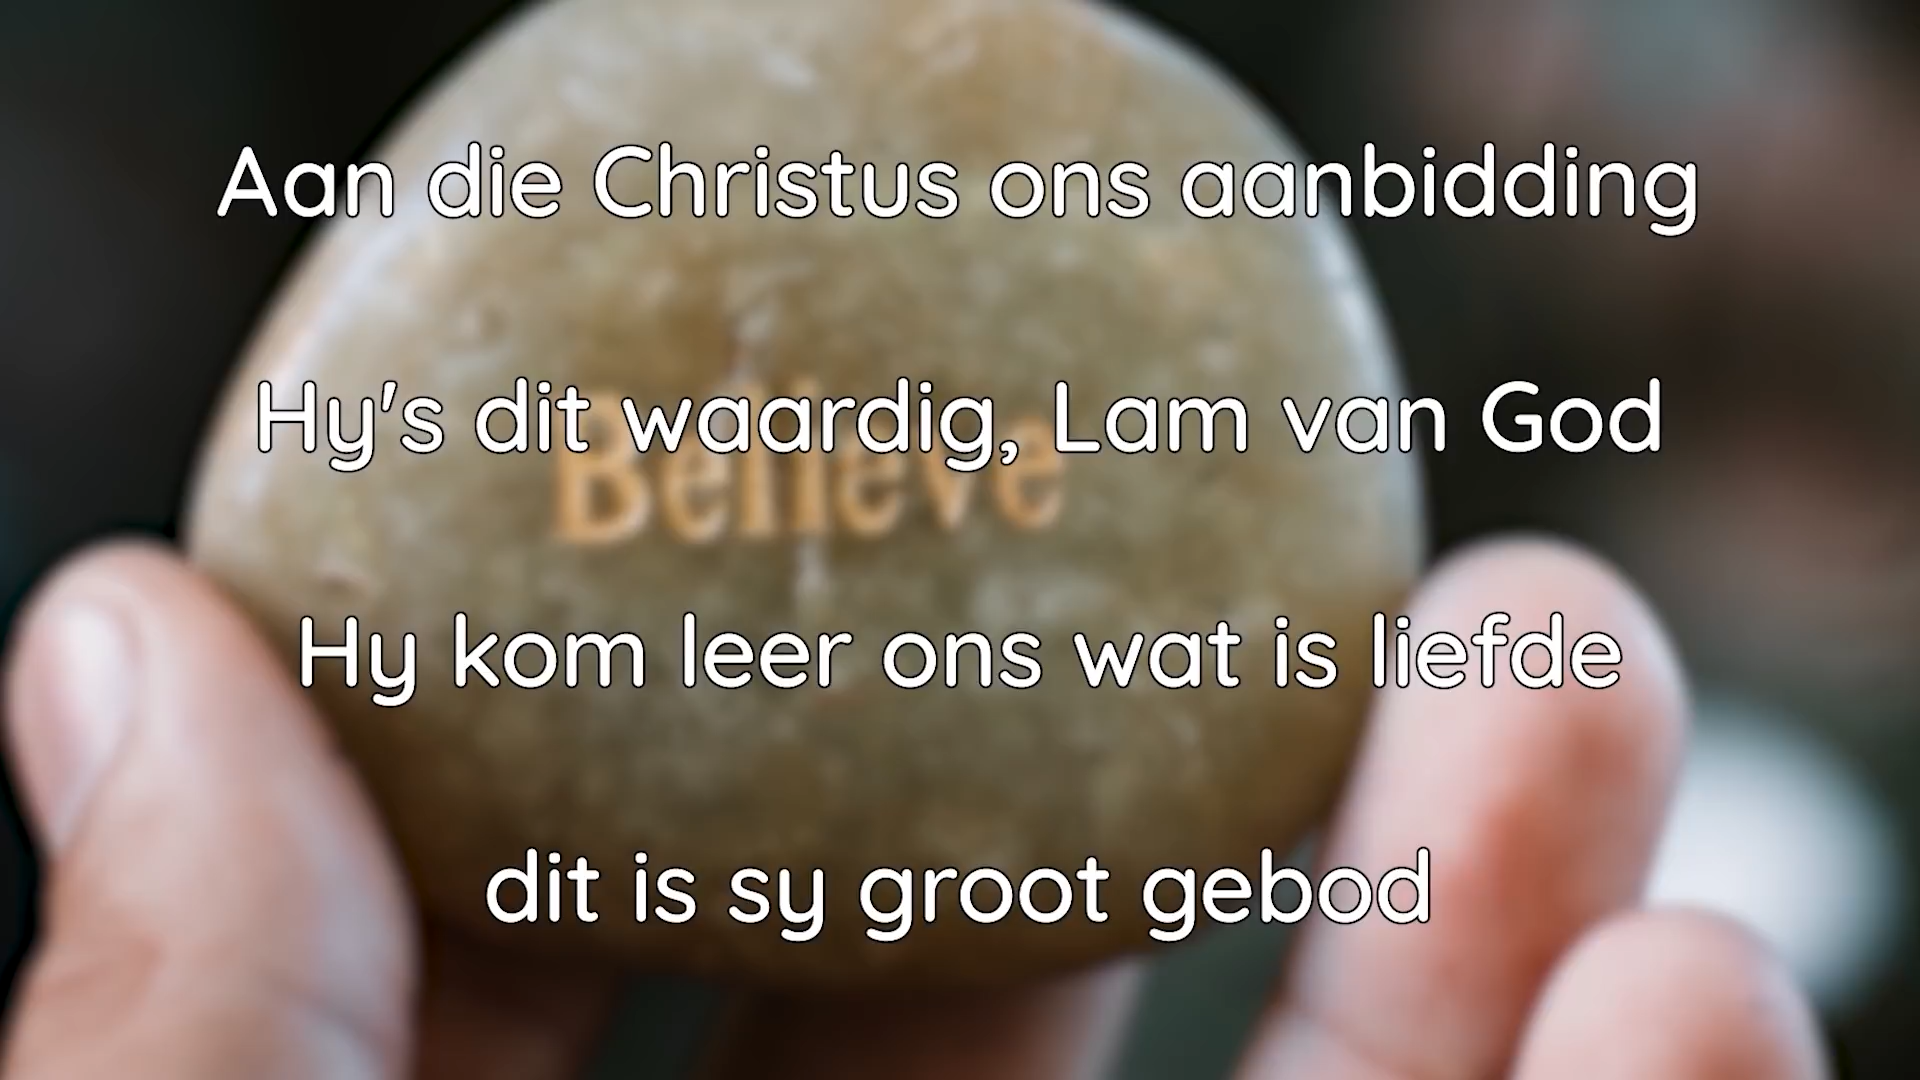 Aan die Christus ons aanbidding
Hy's dit waardig, Lam van God
Believe
Hy kom leer ons wat is liefde
dit is sy groot gebod